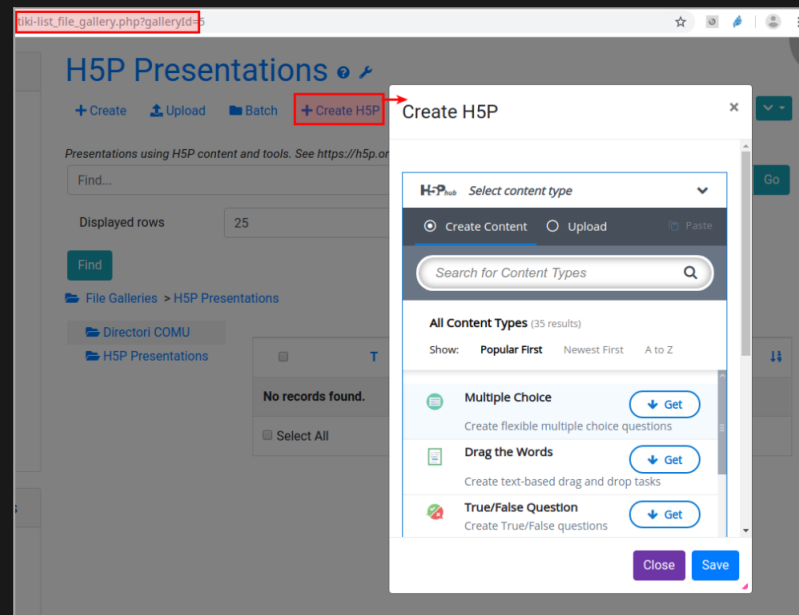 tiki-list_file_gallery.php?galleryId=5
H5P Presentations
Create Upload Batch Create H5P
Presentations using H5P content and tools. See https://h5p.or
Find...
Go
Displayed rows 25
Find
File Galleries > H5P Presentations
Directori COMU
H5P Presentations
T
No records found.
Select All
Create H5P
×
H5P hub Select content type
Create Content Upload Paste
Search for Content Types
All Content Types (35 results)
Show: Popular First Newest First A to Z
Multiple Choice
Get
Create flexible multiple choice questions
Drag the Words
Get
Create text-based drag and drop tasks
True/False Question
Get
Create True/False questions
Close Save